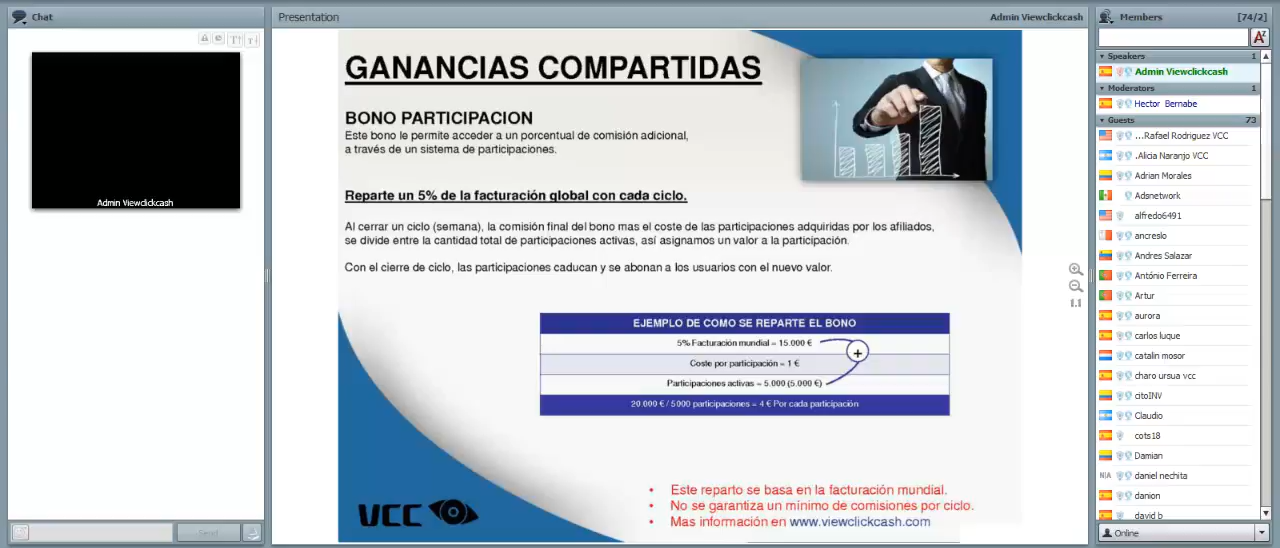 Chat
Admin Viewclickcash
Send
Presentation
Admin Viewclickcash
GANANCIAS COMPARTIDAS
BONO PARTICIPACION
Este bono le permite acceder a un porcentual de comisión adicional,
a través de un sistema de participaciones.
Reparte un 5% de la facturación global con cada ciclo.
Al cerrar un ciclo (semana), la comisión final del bono mas el coste de las participaciones adquiridas por los afiliados,
se divide entre la cantidad total de participaciones activas, así asignamos un valor a la participación.
Con el cierre de ciclo, las participaciones caducan y se abonan a los usuarios con el nuevo valor.
EJEMPLO DE COMO SE REPARTE EL BONO
5% Facturación mundial = 15.000 €
+
Coste por participación = 1 €
Participaciones activas = 5.000 (5.000 €)
20.000 € / 5000 participaciones = 4 € Por cada participación
• Este reparto se basa en la facturación mundial.
• No se garantiza un mínimo de comisiones por ciclo.
• Mas información en www.viewclickcash.com
VCC
1:1
Members
[74/2]
Speakers 1
Admin Viewclickcash
Moderators 1
Hector Bernabe
Guests 73
...Rafael Rodriguez VCC
.Alicia Naranjo VCC
Adrian Morales
Adsnetwork
alfredo6491
ancreslo
Andres Salazar
António Ferreira
Artur
aurora
carlos luque
catalin mosor
charo ursua vcc
citoINV
Claudio
cots18
Damian
N/A daniel nechita
danion
david b
Online